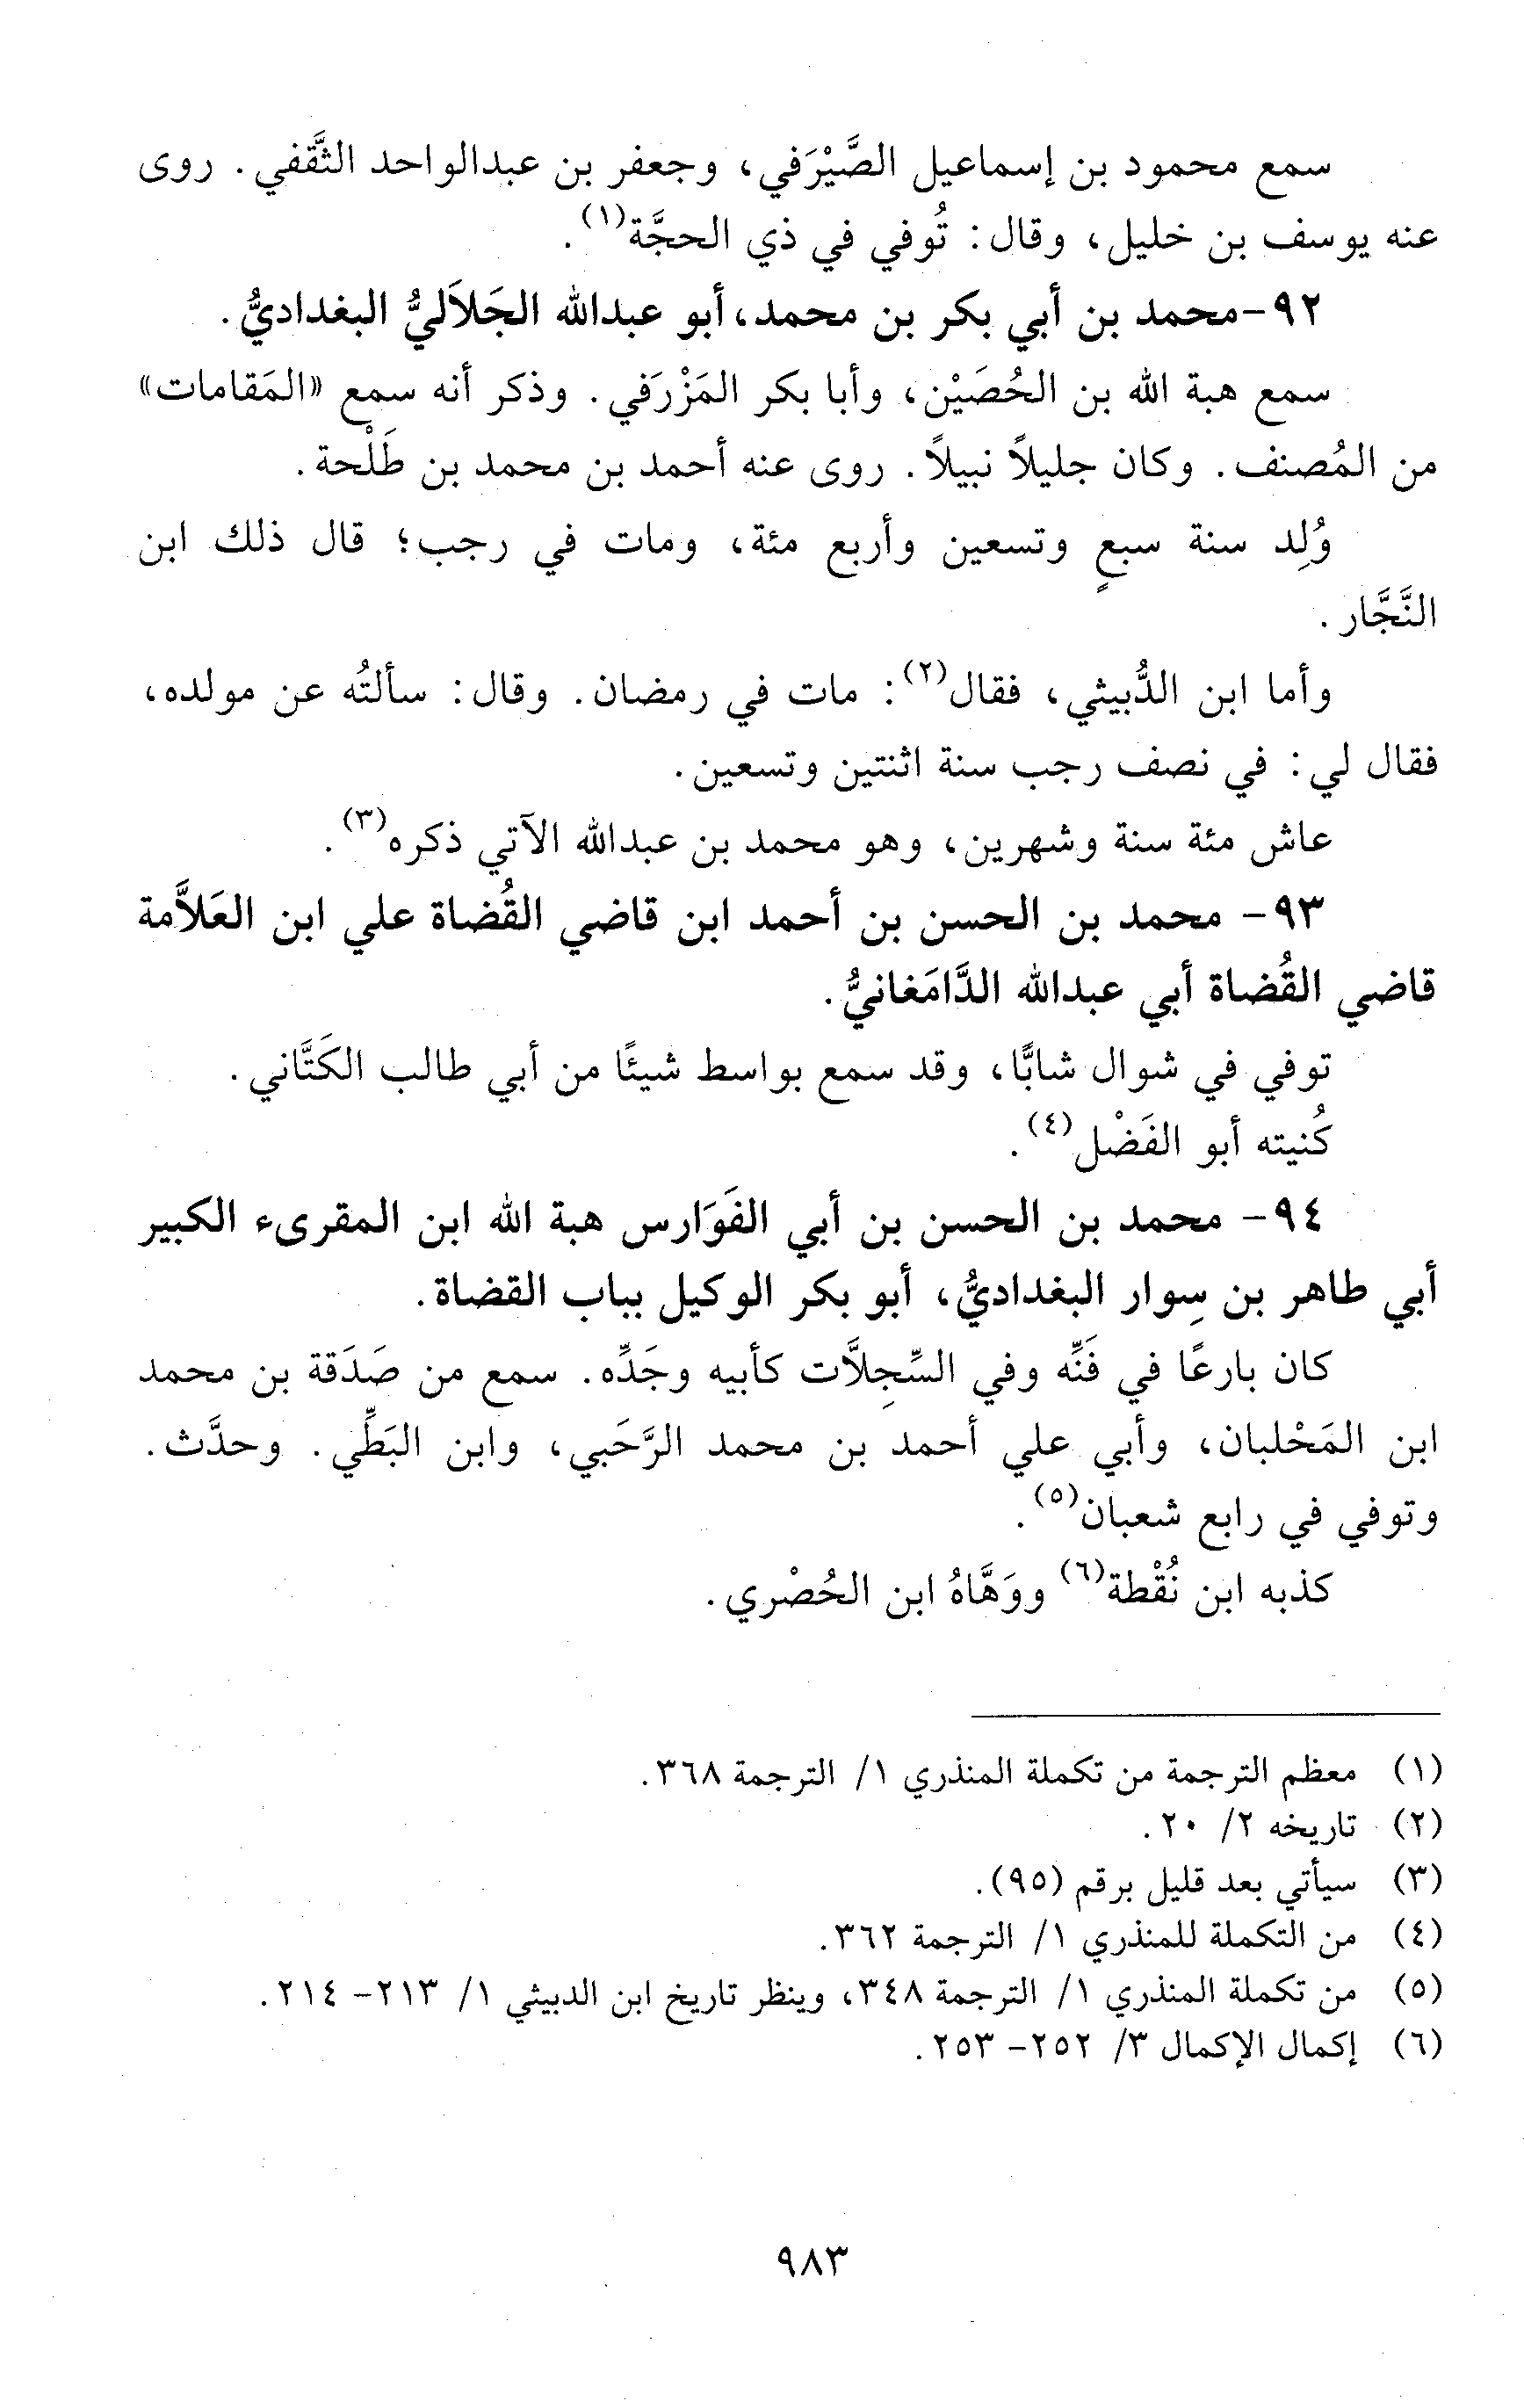 سمع محمود بن إسماعيل الصَّيْرَفي، وجعفر بن عبدالواحد الثَّقفي. روى
عنه يوسف بن خليل، وقال: تُوفي في ذي الحجَّة(١).
٩٢-محمد بن أبي بكر بن محمد، أبو عبدالله الجَلاَليُّ البغداديُّ.
سمع هبة الله بن الحُصَيْن، وأبا بكر المَزْرَفي. وذكر أنه سمع «المَقامات»
من المُصنف. وكان جليلاً نبيلاً. روى عنه أحمد بن محمد بن طَلْحة.
وُلِد سنة سبعٍ وتسعين وأربع مئة، ومات في رجب؛ قال ذلك ابن
النَّجَّار.
وأما ابن الدُّبيثي، فقال(٢): مات في رمضان. وقال: سألتُه عن مولده،
فقال لي: في نصف رجب سنة اثنتين وتسعين.
عاش مئة سنة وشهرين، وهو محمد بن عبدالله الآتي ذكره(٣).
٩٣- محمد بن الحسن بن أحمد ابن قاضي القُضاة علي ابن العَلاَّمة
قاضي القُضاة أبي عبدالله الدَّامَغانيُّ.
توفي في شوال شابًّا، وقد سمع بواسط شيئًا من أبي طالب الكَتَّاني.
كُنيته أبو الفَضْل(٤).
٩٤- محمد بن الحسن بن أبي الفَوَارس هبة الله ابن المقرىء الكبير
أبي طاهر بن سِوار البغداديُّ، أبو بكر الوكيل بباب القضاة.
كان بارعًا في فَنِّه وفي السِّجِلاَّت كأبيه وجَدِّه. سمع من صَدَقة بن محمد
ابن المَحْلبان، وأبي علي أحمد بن محمد الرَّحَبي، وابن البَطِّي. وحدَّث.
وتوفي في رابع شعبان(٥).
كذبه ابن نُقْطة(٦) ووَهَّاهُ ابن الحُصْري.
(١) معظم الترجمة من تكملة المنذري ١/ الترجمة ٣٦٨.
(٢) تاريخه ٢/ ٢٠.
(٣) سيأتي بعد قليل برقم (٩٥).
(٤) من التكملة للمنذري ١/ الترجمة ٣٦٢.
(٥) من تكملة المنذري ١/ الترجمة ٣٤٨، وينظر تاريخ ابن الدبيثي ١/ ٢١٣- ٢١٤.
(٦) إكمال الإكمال ٣/ ٢٥٢- ٢٥٣.
٩٨٣